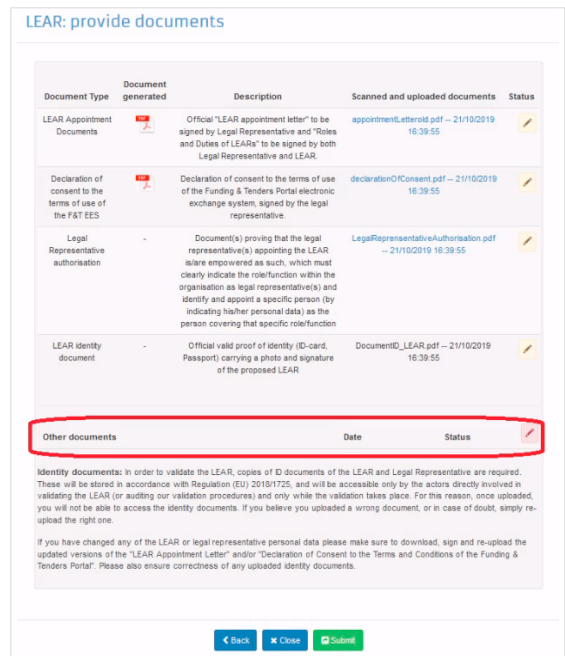 LEAR: provide documents
Document Type
Document generated
Description
Scanned and uploaded documents
Status
LEAR Appointment
Documents
PDF
Official "LEAR appointment letter" to be
signed by Legal Representative and "Roles
and Duties of LEARs" to be signed by both
Legal Representative and LEAR.
appointmentLetterold.pdf -- 21/10/2019
16:39:55
Declaration of
consent to the
terms of use of
the F&T EES
PDF
Declaration of consent to the terms of use
of the Funding & Tenders Portal electronic
exchange system, signed by the legal
representative.
declarationOfConsent.pdf -- 21/10/2019
16:39:55
Legal
Representative
authorisation
-
Document(s) proving that the legal
representative(s) appointing the LEAR
is/are empowered as such, which must
clearly indicate the role/function within the
organisation as legal representative(s) and
identify and appoint a specific person (by
indicating his/her personal data) as the
person covering that specific role/function
LegalReprensentativeAuthorisation.pdf
-- 21/10/2019 16:39:55
LEAR identity
document
-
Official valid proof of identity (ID-card,
Passport) carrying a photo and signature
of the proposed LEAR
DocumentID_LEAR.pdf -- 21/10/2019
16:39:55
Other documents Date Status
Identity documents: In order to validate the LEAR, copies of ID documents of the LEAR and Legal Representative are required.
These will be stored in accordance with Regulation (EU) 2018/1725, and will be accessible only by the actors directly involved in
validating the LEAR (or auditing our validation procedures) and only while the validation takes place. For this reason, once uploaded,
you will not be able to access the identity documents. If you believe you uploaded a wrong document, or in case of doubt, simply re-
upload the right one.
If you have changed any of the LEAR or legal representative personal data please make sure to download, sign and re-upload the
updated versions of the "LEAR Appointment Letter" and/or "Declaration of Consent to the Terms and Conditions of the Funding &
Tenders Portal". Please also ensure correctness of any uploaded identity documents.
Back
Close
Submit